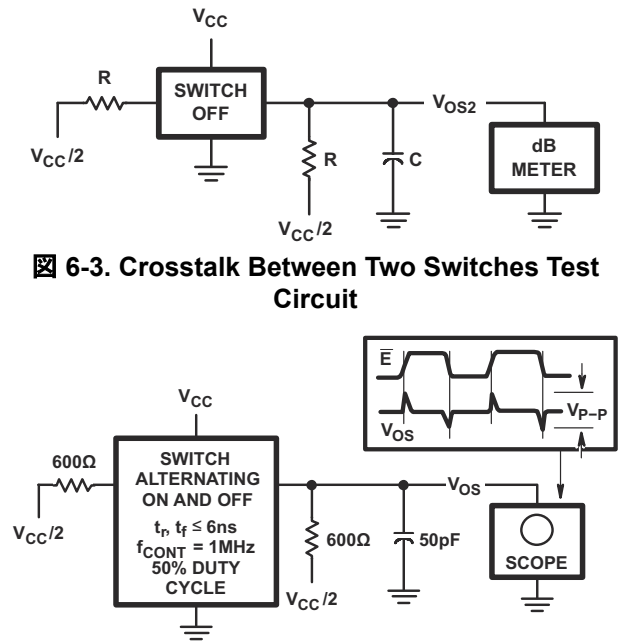 VCC
R
SWITCH
OFF
VOS2
VCC/2
R
C
dB
METER
VCC/2
図 6-3. Crosstalk Between Two Switches Test
Circuit
E̅
VP−P
VOS
VCC
600Ω
SWITCH
ALTERNATING
ON AND OFF
tr, tf ≤ 6ns
fCONT = 1MHz
50% DUTY
CYCLE
VOS
VCC/2
600Ω
50pF
SCOPE
VCC/2